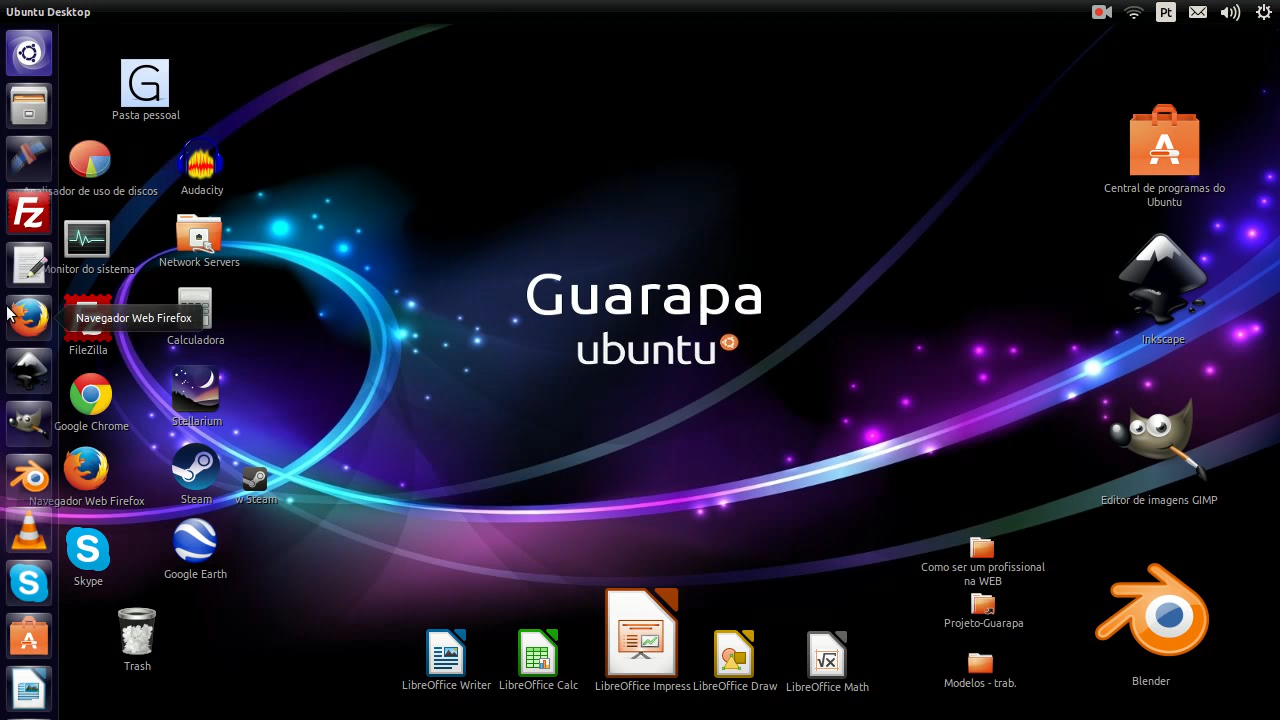 Ubuntu Desktop
Pt
G
Pasta pessoal
Analisador de uso de discos
Audacity
Fz
Monitor do sistema
Network Servers
Navegador Web Firefox
FileZilla
Calculadora
Google Chrome
Stellarium
Navegador Web Firefox
Steam
w Steam
Skype
Google Earth
Trash
Guarapa
ubuntu
LibreOffice Writer
LibreOffice Calc
LibreOffice Impress
LibreOffice Draw
LibreOffice Math
Central de programas do
Ubuntu
Inkscape
Editor de imagens GIMP
Como ser um profissional
na WEB
Projeto-Guarapa
Modelos - trab.
Blender